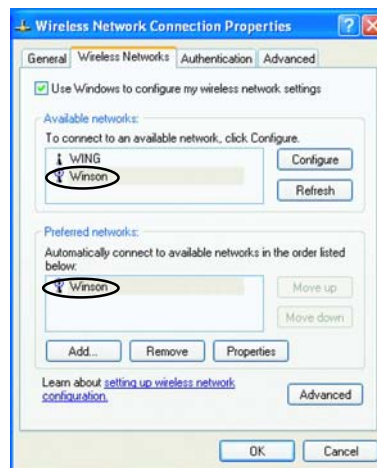 Wireless Network Connection Properties
General Wireless Networks Authentication Advanced
Use Windows to configure my wireless network settings
Available networks:
To connect to an available network, click Configure.
WING
Configure
Winson
Refresh
Preferred networks:
Automatically connect to available networks in the order listed
below:
Winson
Move up
Move down
Add... Remove Properties
Learn about setting up wireless network
configuration.
Advanced
OK Cancel